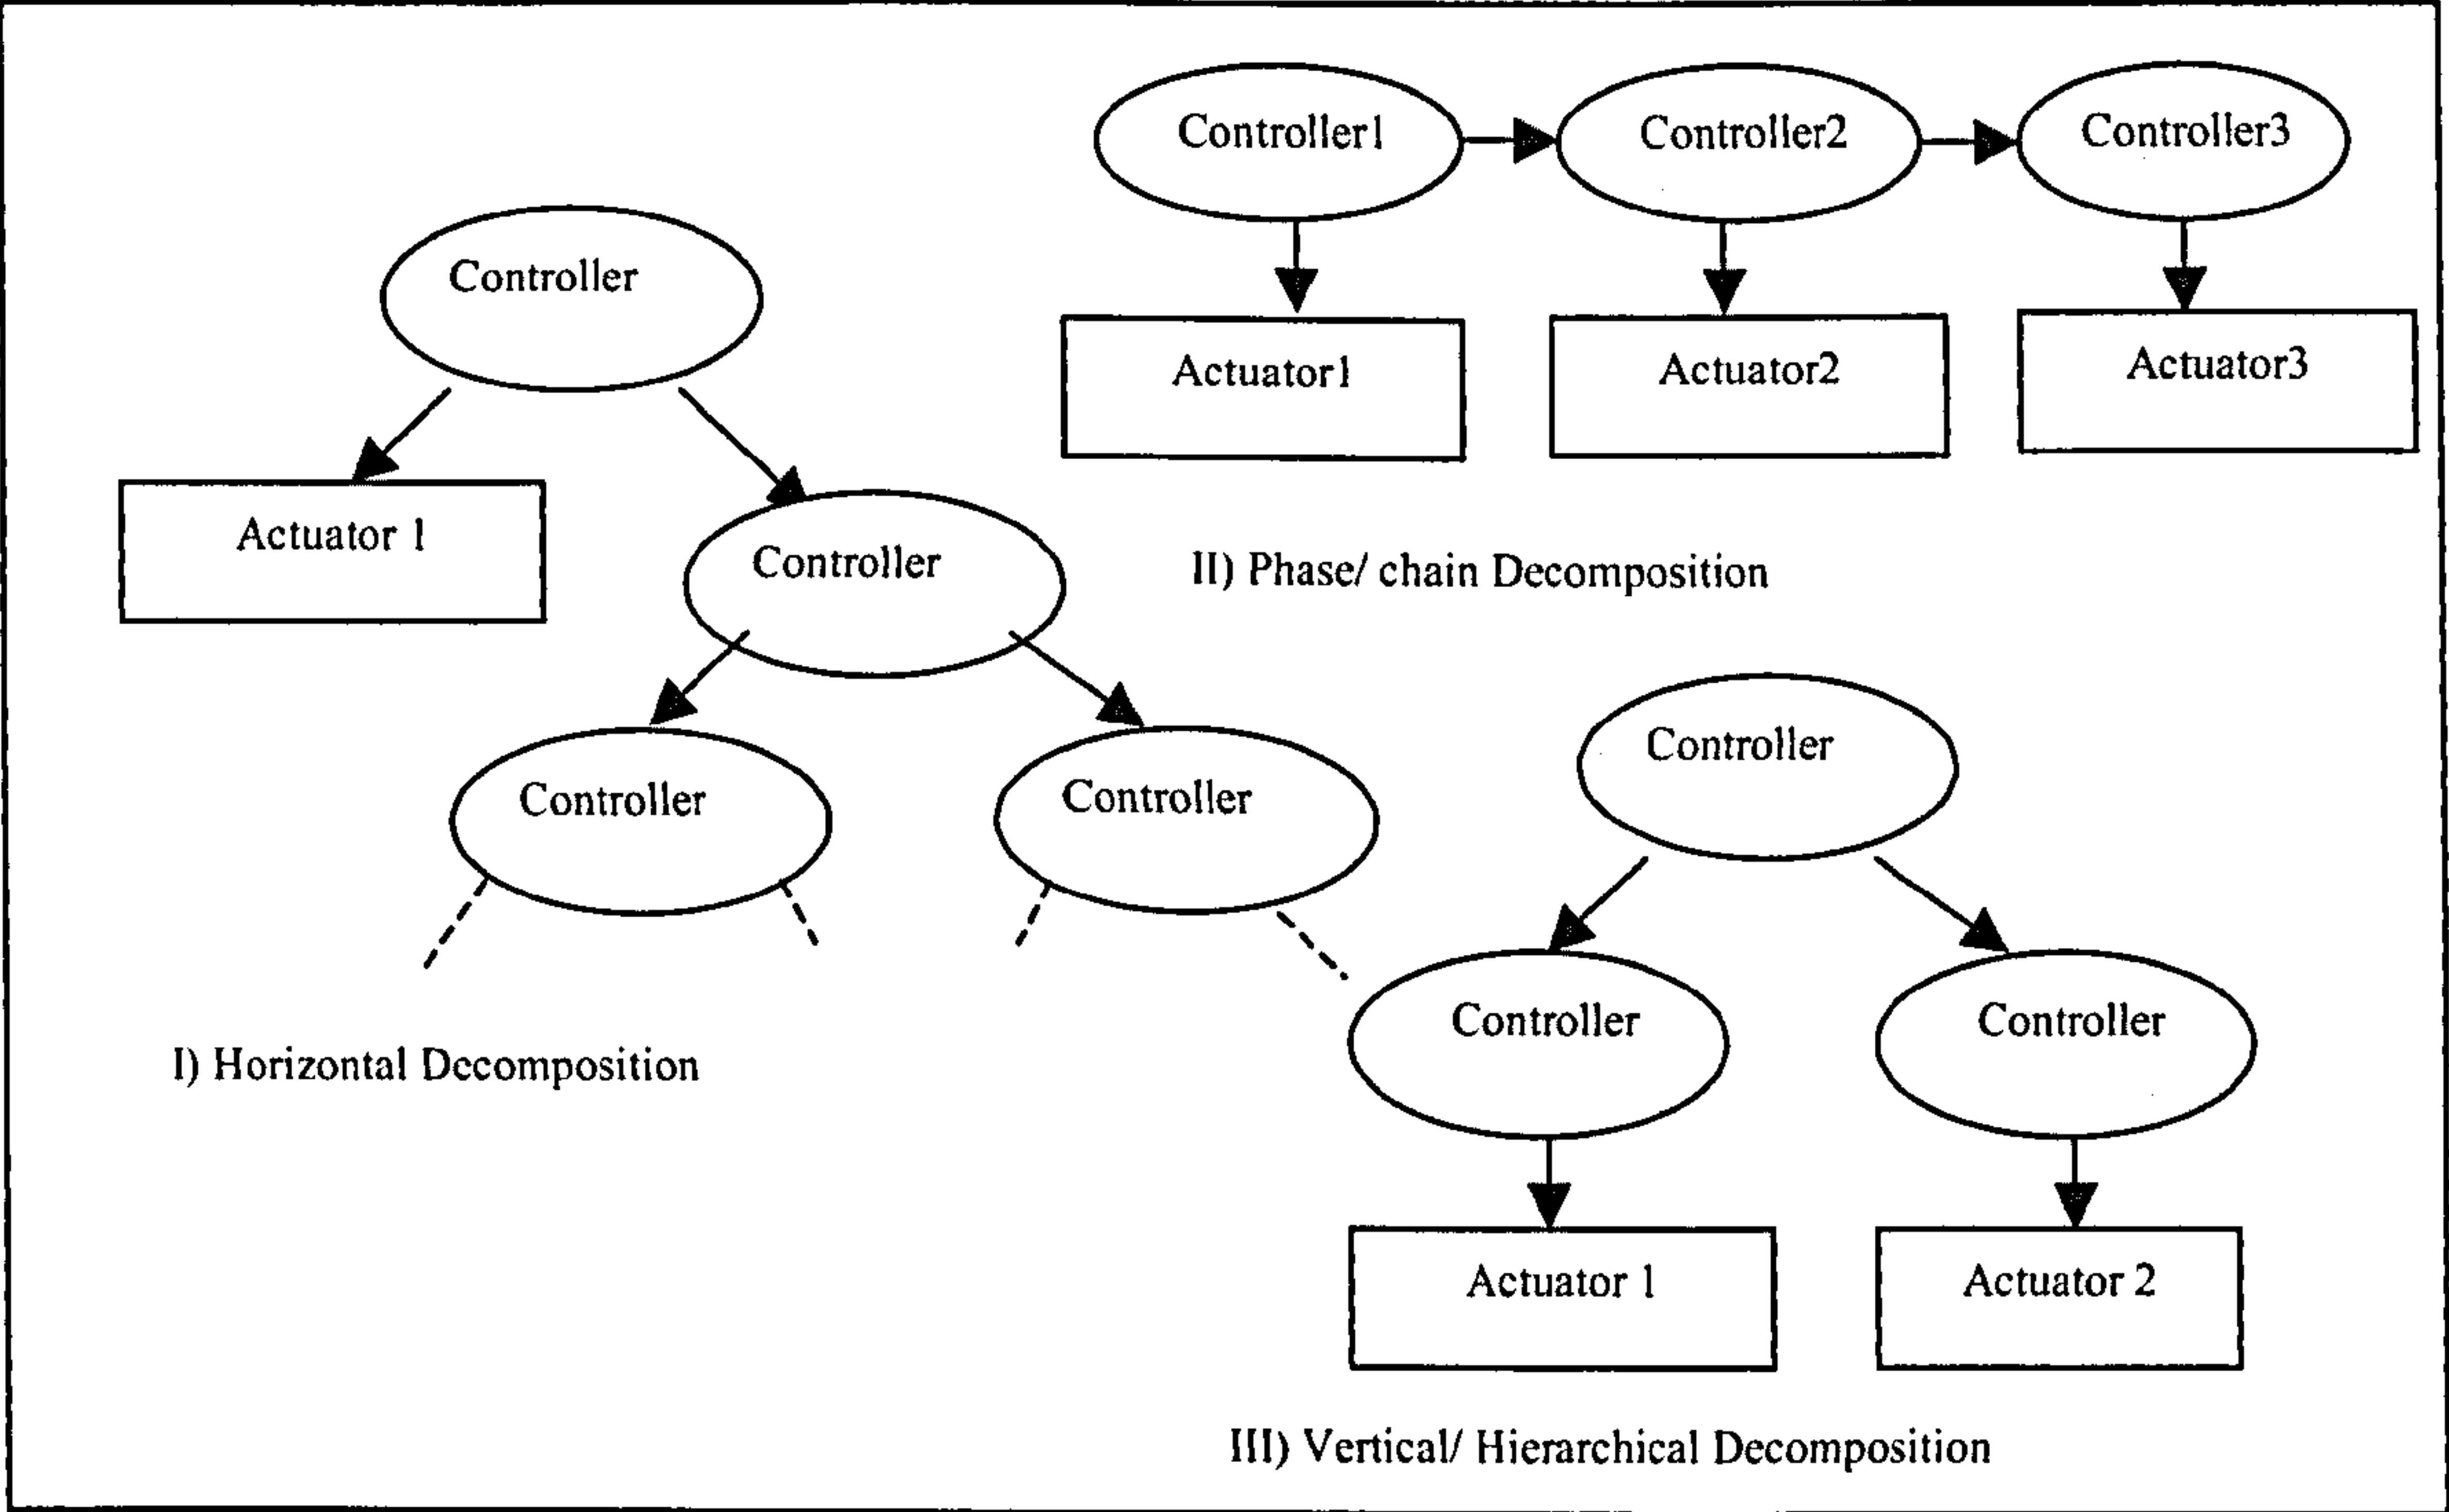 Controller1
Controller2
Controller3
Actuator1
Actuator2
Actuator3
II) Phase/ chain Decomposition
Controller
Actuator 1
Controller
Controller
Controller
I) Horizontal Decomposition
Controller
Controller
Controller
Actuator 1
Actuator 2
III) Vertical/ Hierarchical Decomposition